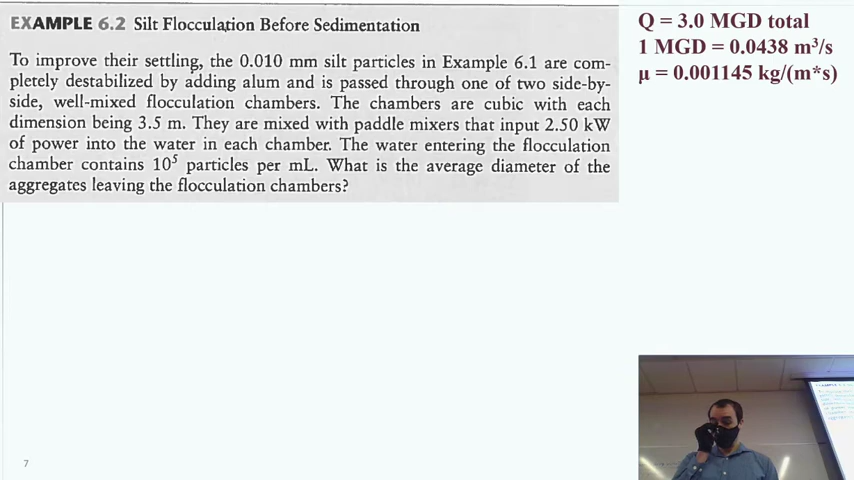 EXAMPLE 6.2 Silt Flocculation Before Sedimentation
To improve their settling, the 0.010 mm silt particles in Example 6.1 are com-
pletely destabilized by adding alum and is passed through one of two side-by-
side, well-mixed flocculation chambers. The chambers are cubic with each
dimension being 3.5 m. They are mixed with paddle mixers that input 2.50 kW
of power into the water in each chamber. The water entering the flocculation
chamber contains 10⁵ particles per mL. What is the average diameter of the
aggregates leaving the flocculation chambers?
Q = 3.0 MGD total
1 MGD = 0.0438 m³/s
μ = 0.001145 kg/(m*s)
7